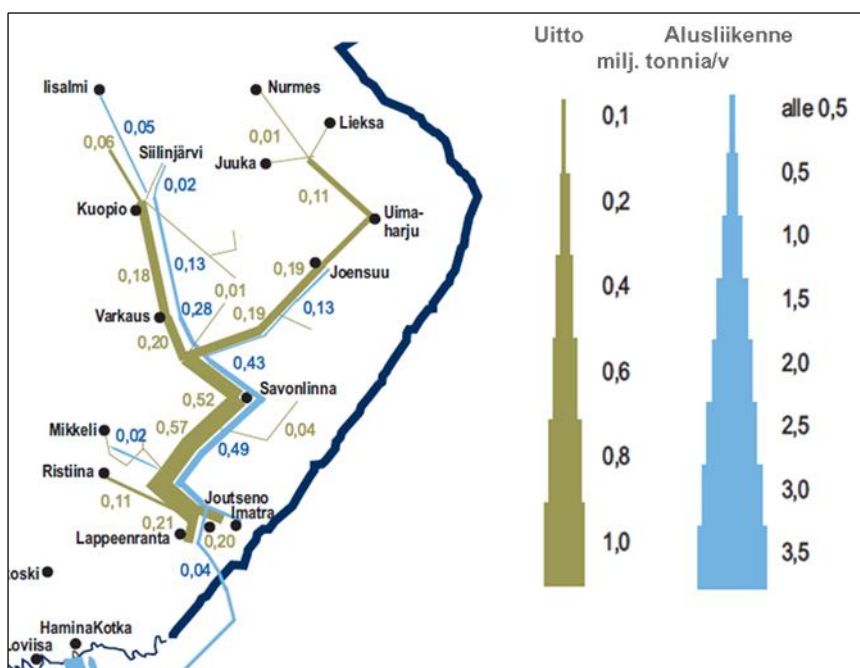 Uitto
Alusliikenne
milj. tonnia/v
Iisalmi
Nurmes
Lieksa
0,05
0,06
Siilinjärvi
0,01
Juuka
0,02
0,11
Kuopio
Uima-
harju
0,13
0,18
0,19
Joensuu
0,01
0,28
0,19
0,13
Varkaus
0,20
0,43
0,52
Savonlinna
0,57
0,04
Mikkeli
0,02
0,49
Ristiina
0,11
Joutseno
Imatra
0,21
Lappeenranta
0,20
0,04
oski
HaminaKotka
Loviisa
0,1
0,2
0,4
0,6
0,8
1,0
alle 0,5
0,5
1,0
1,5
2,0
2,5
3,0
3,5